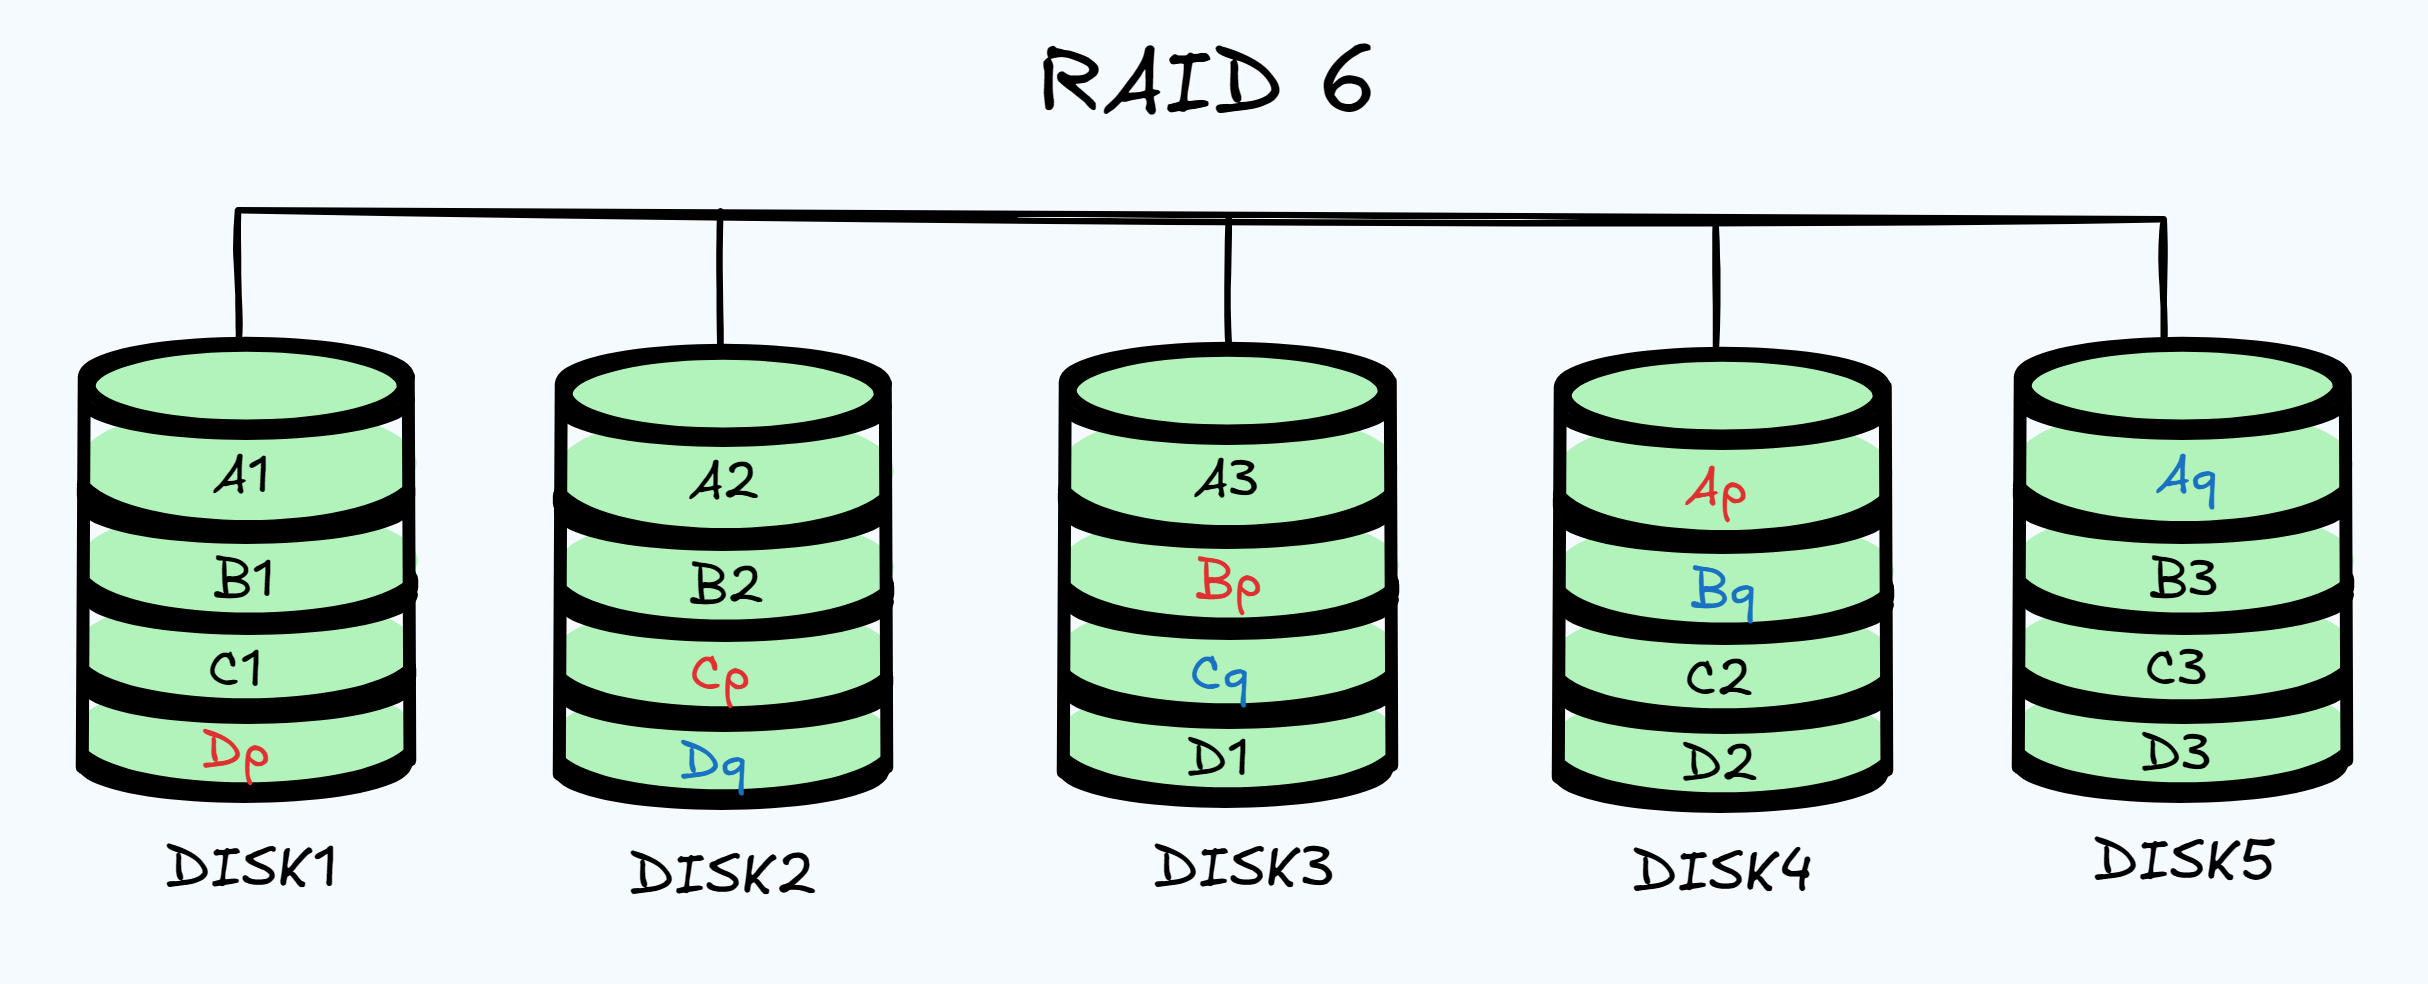 RAID 6
A1 A2 A3 Ap Aq
B1 B2 Bp Bq B3
C1 Cp Cq C2 C3
Dp Dq D1 D2 D3
DISK1 DISK2 DISK3 DISK4 DISK5